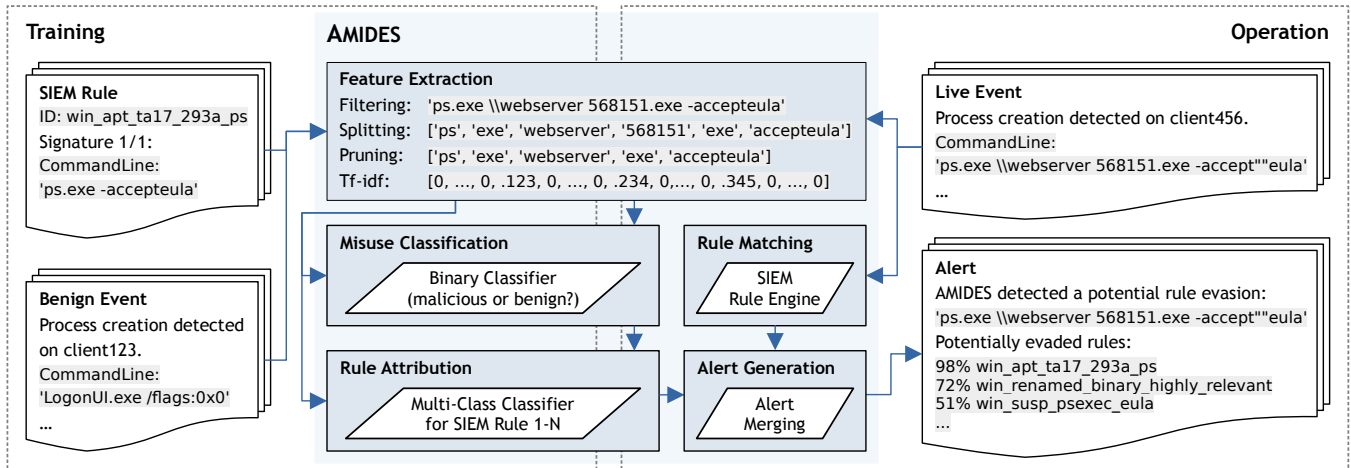 Training
AMIDES
Operation
SIEM Rule
ID: win_apt_ta17_293a_ps
Signature 1/1:
CommandLine:
'ps.exe -accepteula'
Benign Event
Process creation detected
on client123.
CommandLine:
'LogonUI.exe /flags:0x0'
...
Feature Extraction
Filtering: 'ps.exe \\webserver 568151.exe -accepteula'
Splitting: ['ps', 'exe', 'webserver', '568151', 'exe', 'accepteula']
Pruning: ['ps', 'exe', 'webserver', 'exe', 'accepteula']
Tf-idf: [0, ..., 0, .123, 0, ..., 0, .234, 0,..., 0, .345, 0, ..., 0]
Misuse Classification
Binary Classifier
(malicious or benign?)
Rule Matching
SIEM
Rule Engine
Rule Attribution
Multi-Class Classifier
for SIEM Rule 1-N
Alert Generation
Alert
Merging
Live Event
Process creation detected on client456.
CommandLine:
'ps.exe \\webserver 568151.exe -accept""eula'
...
Alert
AMIDES detected a potential rule evasion:
'ps.exe \\webserver 568151.exe -accept""eula'
Potentially evaded rules:
98% win_apt_ta17_293a_ps
72% win_renamed_binary_highly_relevant
51% win_susp_psexec_eula
...